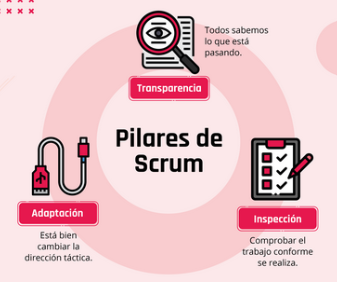 Todos sabemos
lo que está
pasando.
Transparencia
Pilares de
Scrum
Adaptación
Está bien
cambiar la
dirección táctica.
Inspección
Comprobar el
trabajo conforme
se realiza.